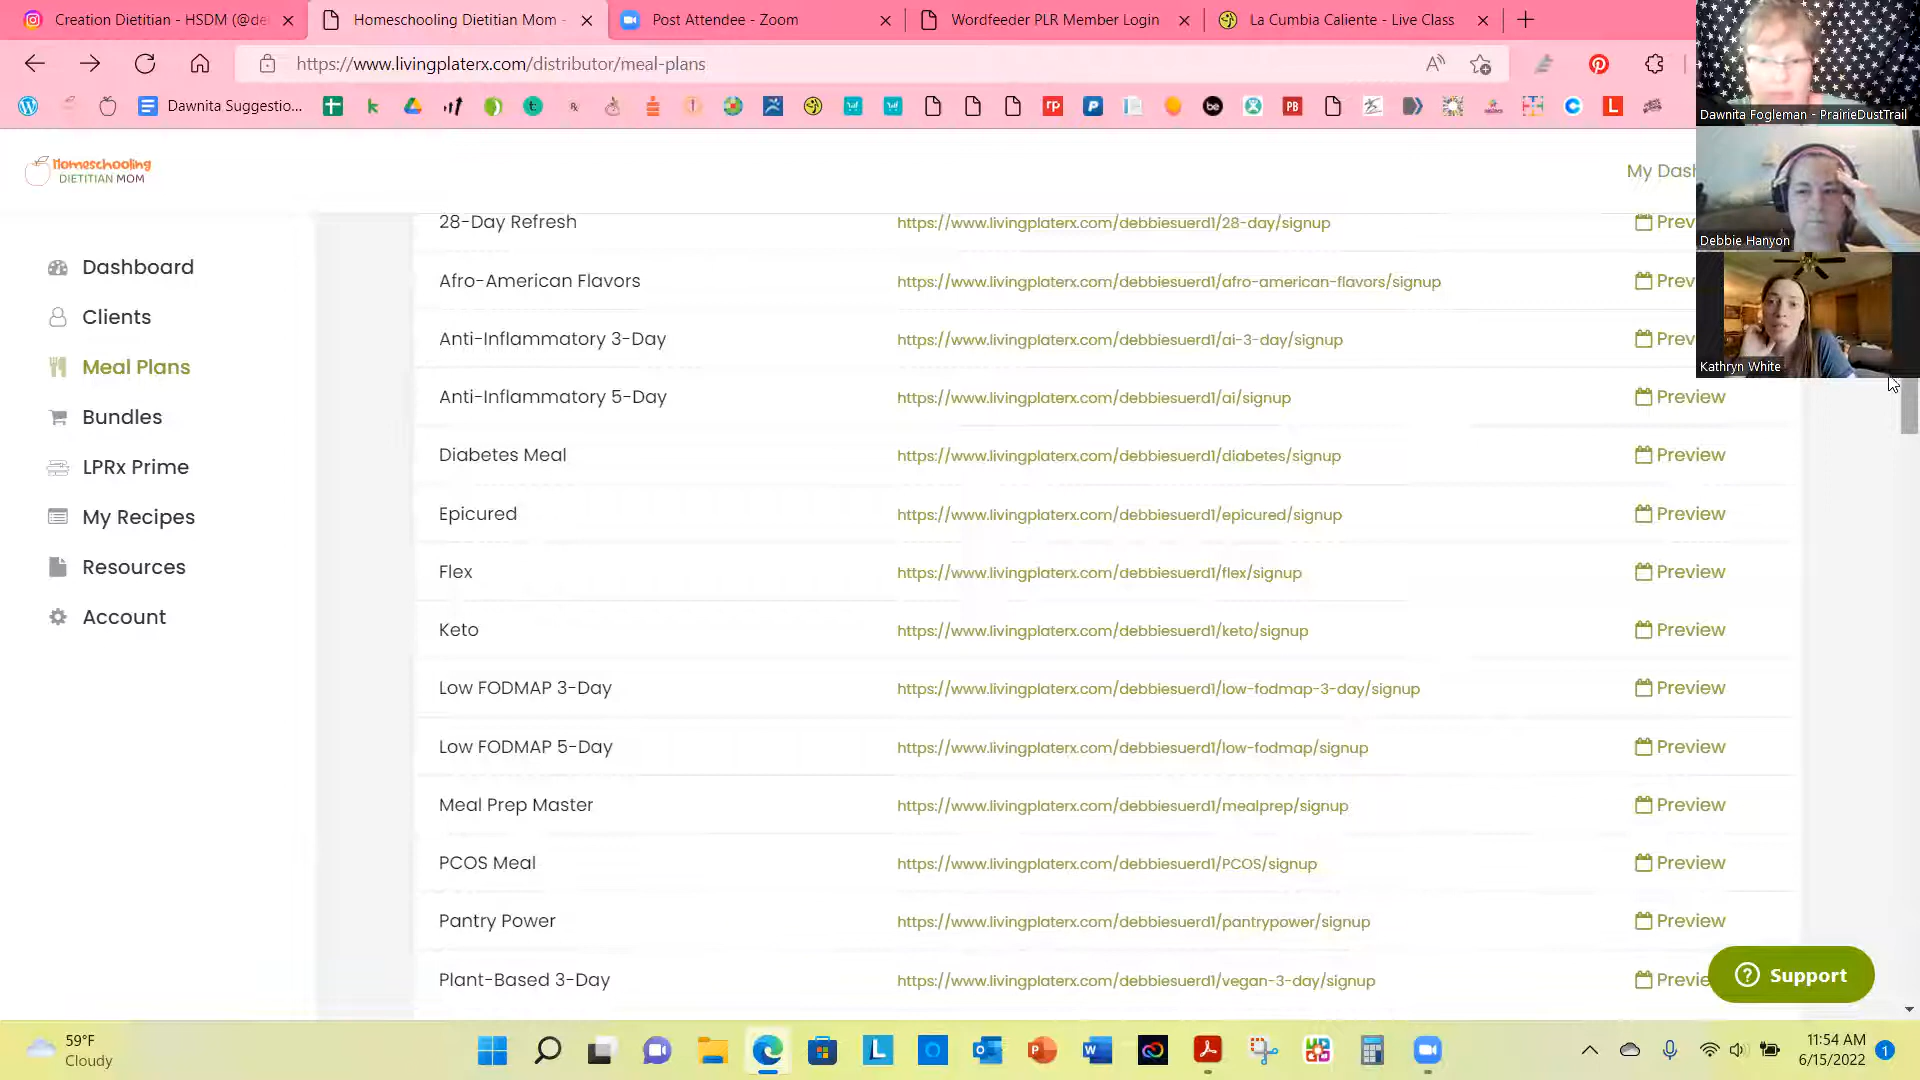 Creation Dietitian - HSDM (@de
Homeschooling Dietitian Mom -
Post Attendee - Zoom
Wordfeeder PLR Member Login
La Cumbia Caliente - Live Class
https://www.livingplaterx.com/distributor/meal-plans
Dawnita Suggestio...
Dawnita Fogleman - PrairieDustTrail
Debbie Hanyon
Kathryn White
Homeschooling
DIETITIAN MOM
My Dash
Dashboard
Clients
Meal Plans
Bundles
LPRx Prime
My Recipes
Resources
Account
28-Day Refresh https://www.livingplaterx.com/debbiesuerd1/28-day/signup Prev
Afro-American Flavors https://www.livingplaterx.com/debbiesuerd1/afro-american-flavors/signup Prev
Anti-Inflammatory 3-Day https://www.livingplaterx.com/debbiesuerd1/ai-3-day/signup Prev
Anti-Inflammatory 5-Day https://www.livingplaterx.com/debbiesuerd1/ai/signup Preview
Diabetes Meal https://www.livingplaterx.com/debbiesuerd1/diabetes/signup Preview
Epicured https://www.livingplaterx.com/debbiesuerd1/epicured/signup Preview
Flex https://www.livingplaterx.com/debbiesuerd1/flex/signup Preview
Keto https://www.livingplaterx.com/debbiesuerd1/keto/signup Preview
Low FODMAP 3-Day https://www.livingplaterx.com/debbiesuerd1/low-fodmap-3-day/signup Preview
Low FODMAP 5-Day https://www.livingplaterx.com/debbiesuerd1/low-fodmap/signup Preview
Meal Prep Master https://www.livingplaterx.com/debbiesuerd1/mealprep/signup Preview
PCOS Meal https://www.livingplaterx.com/debbiesuerd1/PCOS/signup Preview
Pantry Power https://www.livingplaterx.com/debbiesuerd1/pantrypower/signup Preview
Plant-Based 3-Day https://www.livingplaterx.com/debbiesuerd1/vegan-3-day/signup Previe
Support
59°F
Cloudy
11:54 AM
6/15/2022
1